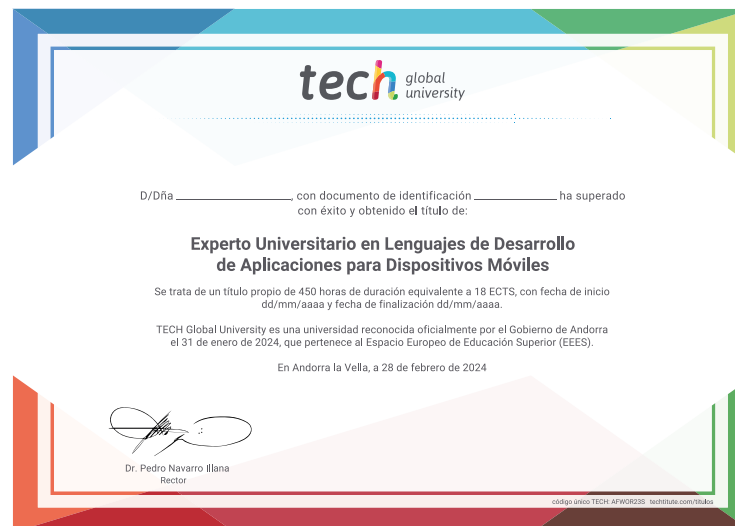 tech global
university
D/Dña ____________, con documento de identificación ____________ ha superado
con éxito y obtenido el título de:
Experto Universitario en Lenguajes de Desarrollo
de Aplicaciones para Dispositivos Móviles
Se trata de un título propio de 450 horas de duración equivalente a 18 ECTS, con fecha de inicio
dd/mm/aaaa y fecha de finalización dd/mm/aaaa.
TECH Global University es una universidad reconocida oficialmente por el Gobierno de Andorra
el 31 de enero de 2024, que pertenece al Espacio Europeo de Educación Superior (EEES).
En Andorra la Vella, a 28 de febrero de 2024
Dr. Pedro Navarro Illana
Rector
código único TECH: AFWOR23S techtitute.com/titulos